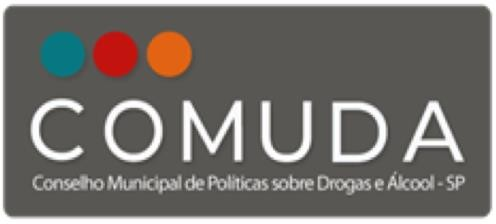 COMUDA
Conselho Municipal de Políticas sobre Drogas e Álcool - SP